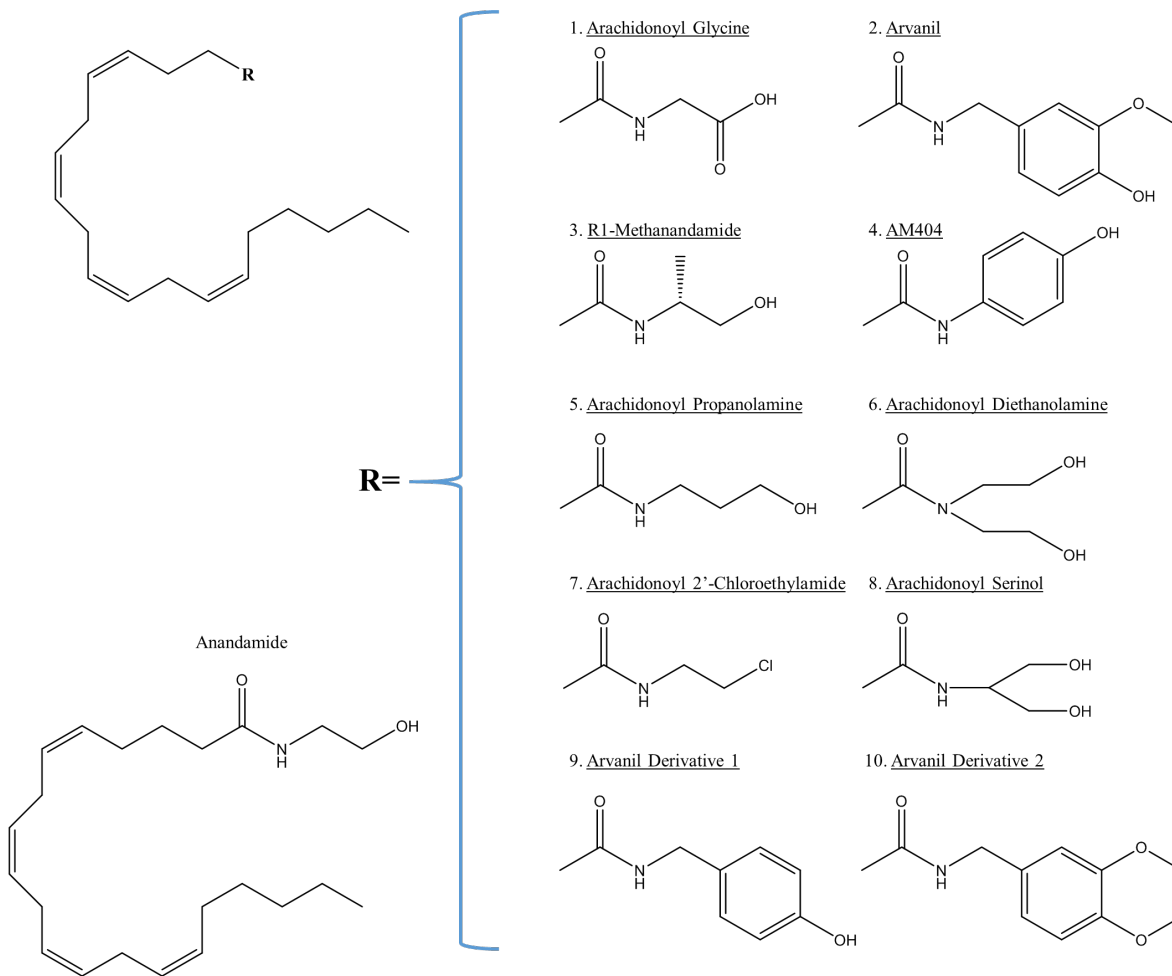 R
R=
Anandamide
O
N
H
OH
1. Arachidonoyl Glycine
O
OH
N
H
O
2. Arvanil
O
O
N
H
OH
3. R1-Methanandamide
O
OH
N
H
4. AM404
OH
O
N
H
5. Arachidonoyl Propanolamine
O
N
H
OH
6. Arachidonoyl Diethanolamine
O
OH
N
OH
7. Arachidonoyl 2’-Chloroethylamide
O
Cl
N
H
8. Arachidonoyl Serinol
O
OH
N
H
OH
9. Arvanil Derivative 1
O
N
H
OH
10. Arvanil Derivative 2
O
O
N
H
O